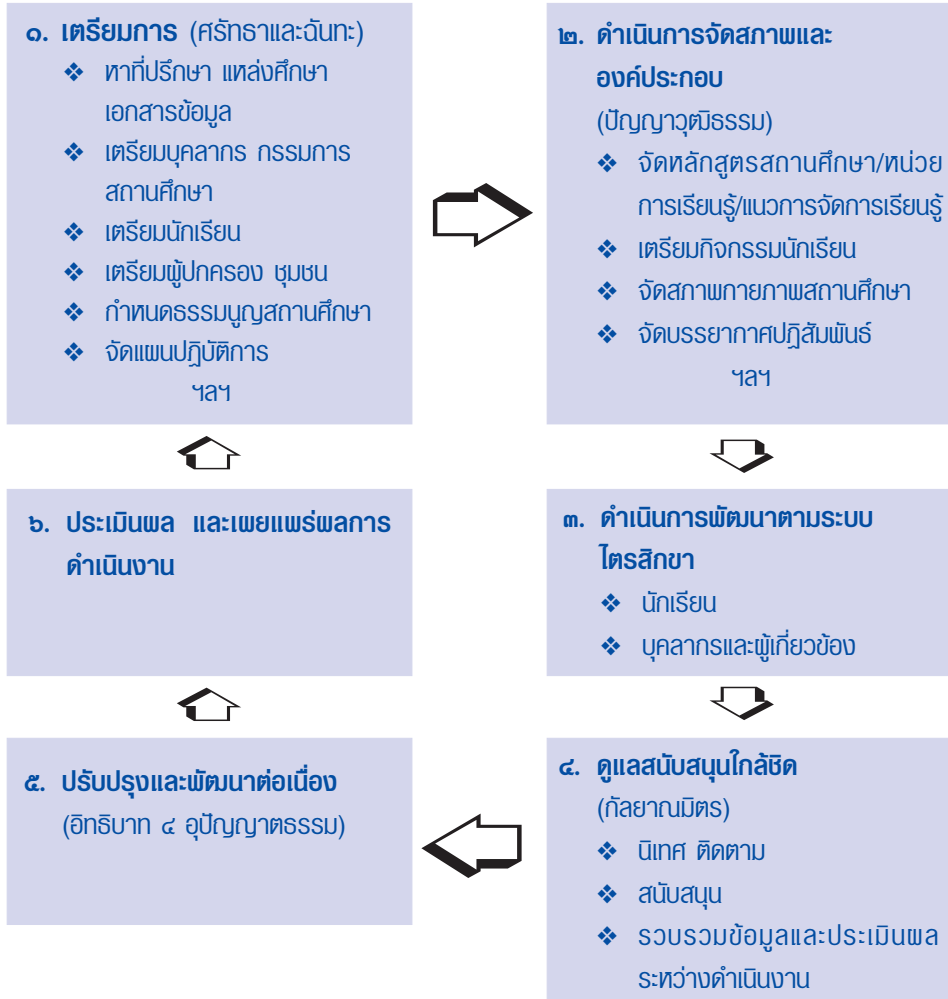 ๑. เตรียมการ (ศรัทธาและฉันทะ)
❖ หาที่ปรึกษา แหล่งศึกษา
เอกสารข้อมูล
❖ เตรียมบุคลากร กรรมการ
สถานศึกษา
❖ เตรียมนักเรียน
❖ เตรียมผู้ปกครอง ชุมชน
❖ กำหนดธรรมนูญสถานศึกษา
❖ จัดแผนปฏิบัติการ
ฯลฯ
๒. ดำเนินการจัดสภาพและ
องค์ประกอบ
(ปัญญาวุฒิธรรม)
❖ จัดหลักสูตรสถานศึกษา/หน่วย
การเรียนรู้/แนวการจัดการเรียนรู้
❖ เตรียมกิจกรรมนักเรียน
❖ จัดสภาพกายภาพสถานศึกษา
❖ จัดบรรยากาศปฏิสัมพันธ์
ฯลฯ
๓. ดำเนินการพัฒนาตามระบบ
ไตรสิกขา
❖ นักเรียน
❖ บุคลากรและผู้เกี่ยวข้อง
๔. ดูแลสนับสนุนใกล้ชิด
(กัลยาณมิตร)
❖ นิเทศ ติดตาม
❖ สนับสนุน
❖ รวบรวมข้อมูลและประเมินผล
ระหว่างดำเนินงาน
๕. ปรับปรุงและพัฒนาต่อเนื่อง
(อิทธิบาท ๔ อุปัญญาตธรรม)
๖. ประเมินผล และเผยแพร่ผลการ
ดำเนินงาน